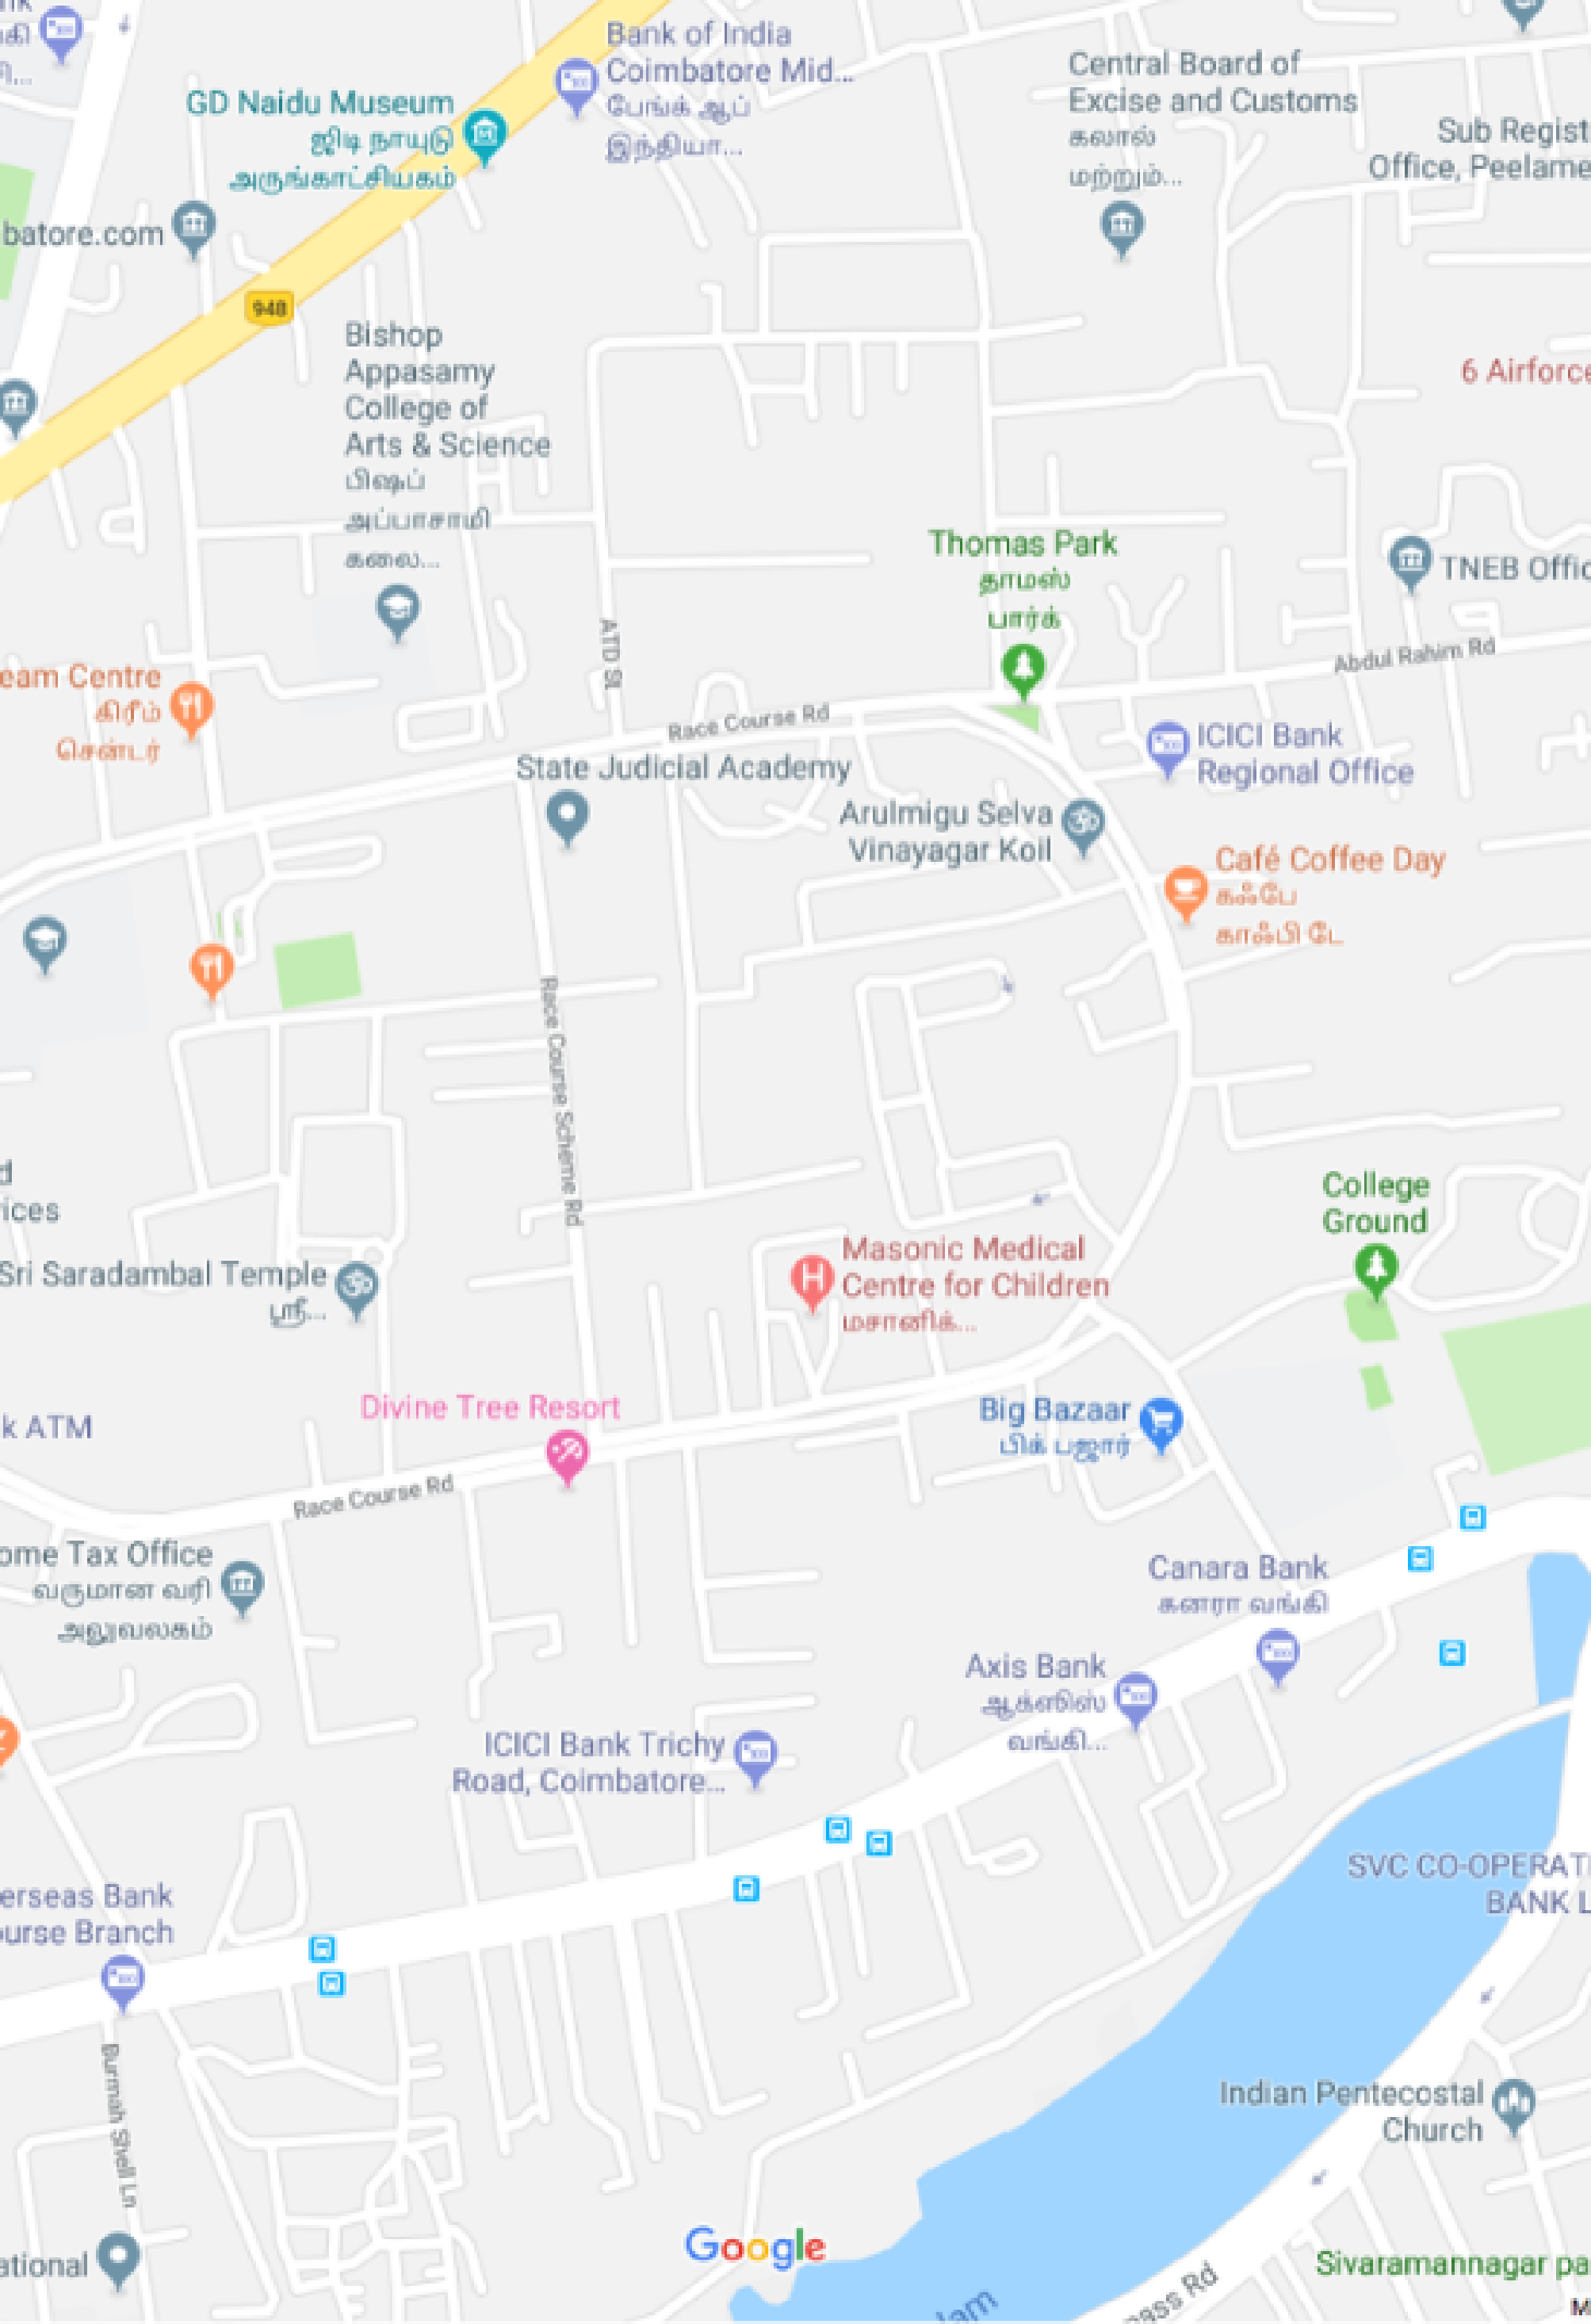 Bank of India
Coimbatore Mid...
பேங்க் ஆப்
இந்தியா...
GD Naidu Museum
ஜிடி நாயுடு
அருங்காட்சியகம்
Central Board of
Excise and Customs
கலால்
மற்றும்...
Sub Regist
Office, Peelame
batore.com
948
Bishop
Appasamy
College of
Arts & Science
பிஷப்
அப்பாசாமி
கலை...
6 Airforce
Thomas Park
தாமஸ்
பார்க்
TNEB Offic
ATD St
Abdul Rahim Rd
eam Centre
கிரீம்
சென்டர்
Race Course Rd
State Judicial Academy
ICICI Bank
Regional Office
Arulmigu Selva
Vinayagar Koil
Café Coffee Day
கஃபே
காஃபி டே
Race Course Scheme Rd
d
ices
College
Ground
Sri Saradambal Temple
ஸ்ரீ...
Masonic Medical
Centre for Children
மசானிக்...
Divine Tree Resort
k ATM
Big Bazaar
பிக் பஜார்
Race Course Rd
ome Tax Office
வருமான வரி
அலுவலகம்
Canara Bank
கனரா வங்கி
Axis Bank
ஆக்ஸிஸ்
வங்கி...
ICICI Bank Trichy
Road, Coimbatore...
SVC CO-OPERATI
BANK L
erseas Bank
urse Branch
Burmah Shell Ln
Indian Pentecostal
Church
Google
ational
Sivaramannagar pa
pass Rd
lam